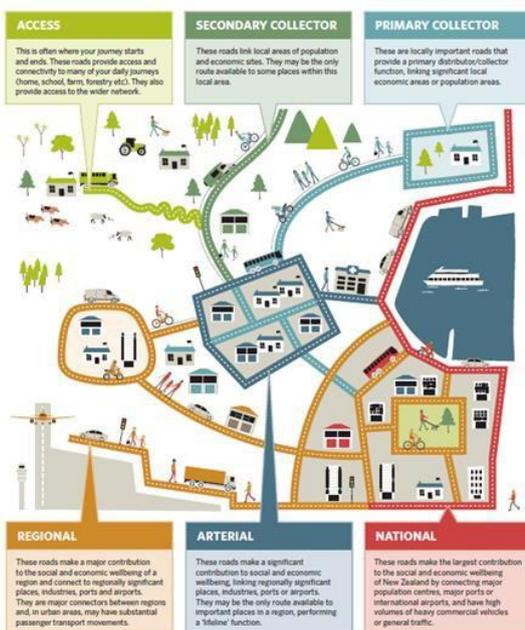 ACCESS
This is often where your journey starts
and ends. These roads provide access and
connectivity to many of your daily journeys
(home, school, farm, forestry etc). They also
provide access to the wider network.
SECONDARY COLLECTOR
These roads link local areas of population
and economic sites. They may be the only
route available to some places within this
local area.
PRIMARY COLLECTOR
These are locally important roads that
provide a primary distributor/collector
function, linking significant local
economic areas or population areas.
REGIONAL
These roads make a major contribution
to the social and economic wellbeing of a
region and connect to regionally significant
places, industries, ports and airports.
They are major connectors between regions
and, in urban areas, may have substantial
passenger transport movements.
ARTERIAL
These roads make a significant
contribution to social and economic
wellbeing, linking regionally significant
places, industries, ports or airports.
They may be the only route available to
important places in a region, performing
a 'lifeline' function.
NATIONAL
These roads make the largest contribution
to the social and economic wellbeing
of New Zealand by connecting major
population centres, major ports or
international airports, and have high
volumes of heavy commercial vehicles
or general traffic.